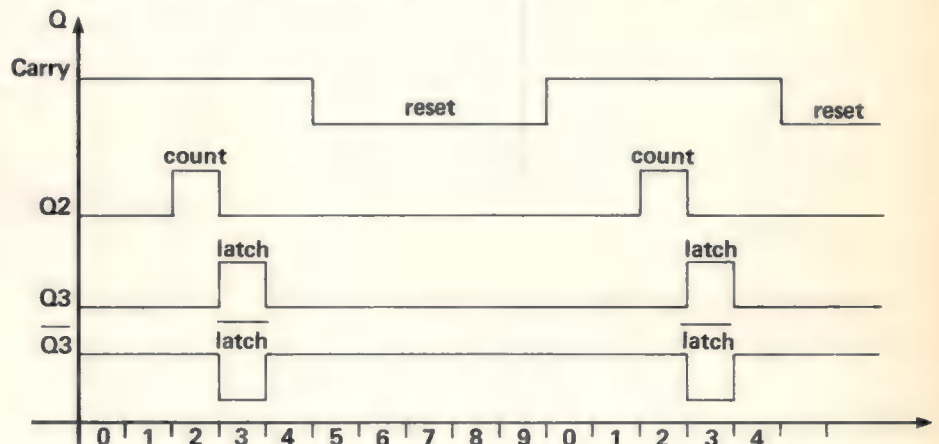 Q
Carry
reset
reset
count
count
Q2
latch
latch
Q3
latch
latch
Q3
0 1 2 3 4 5 6 7 8 9 0 1 2 3 4